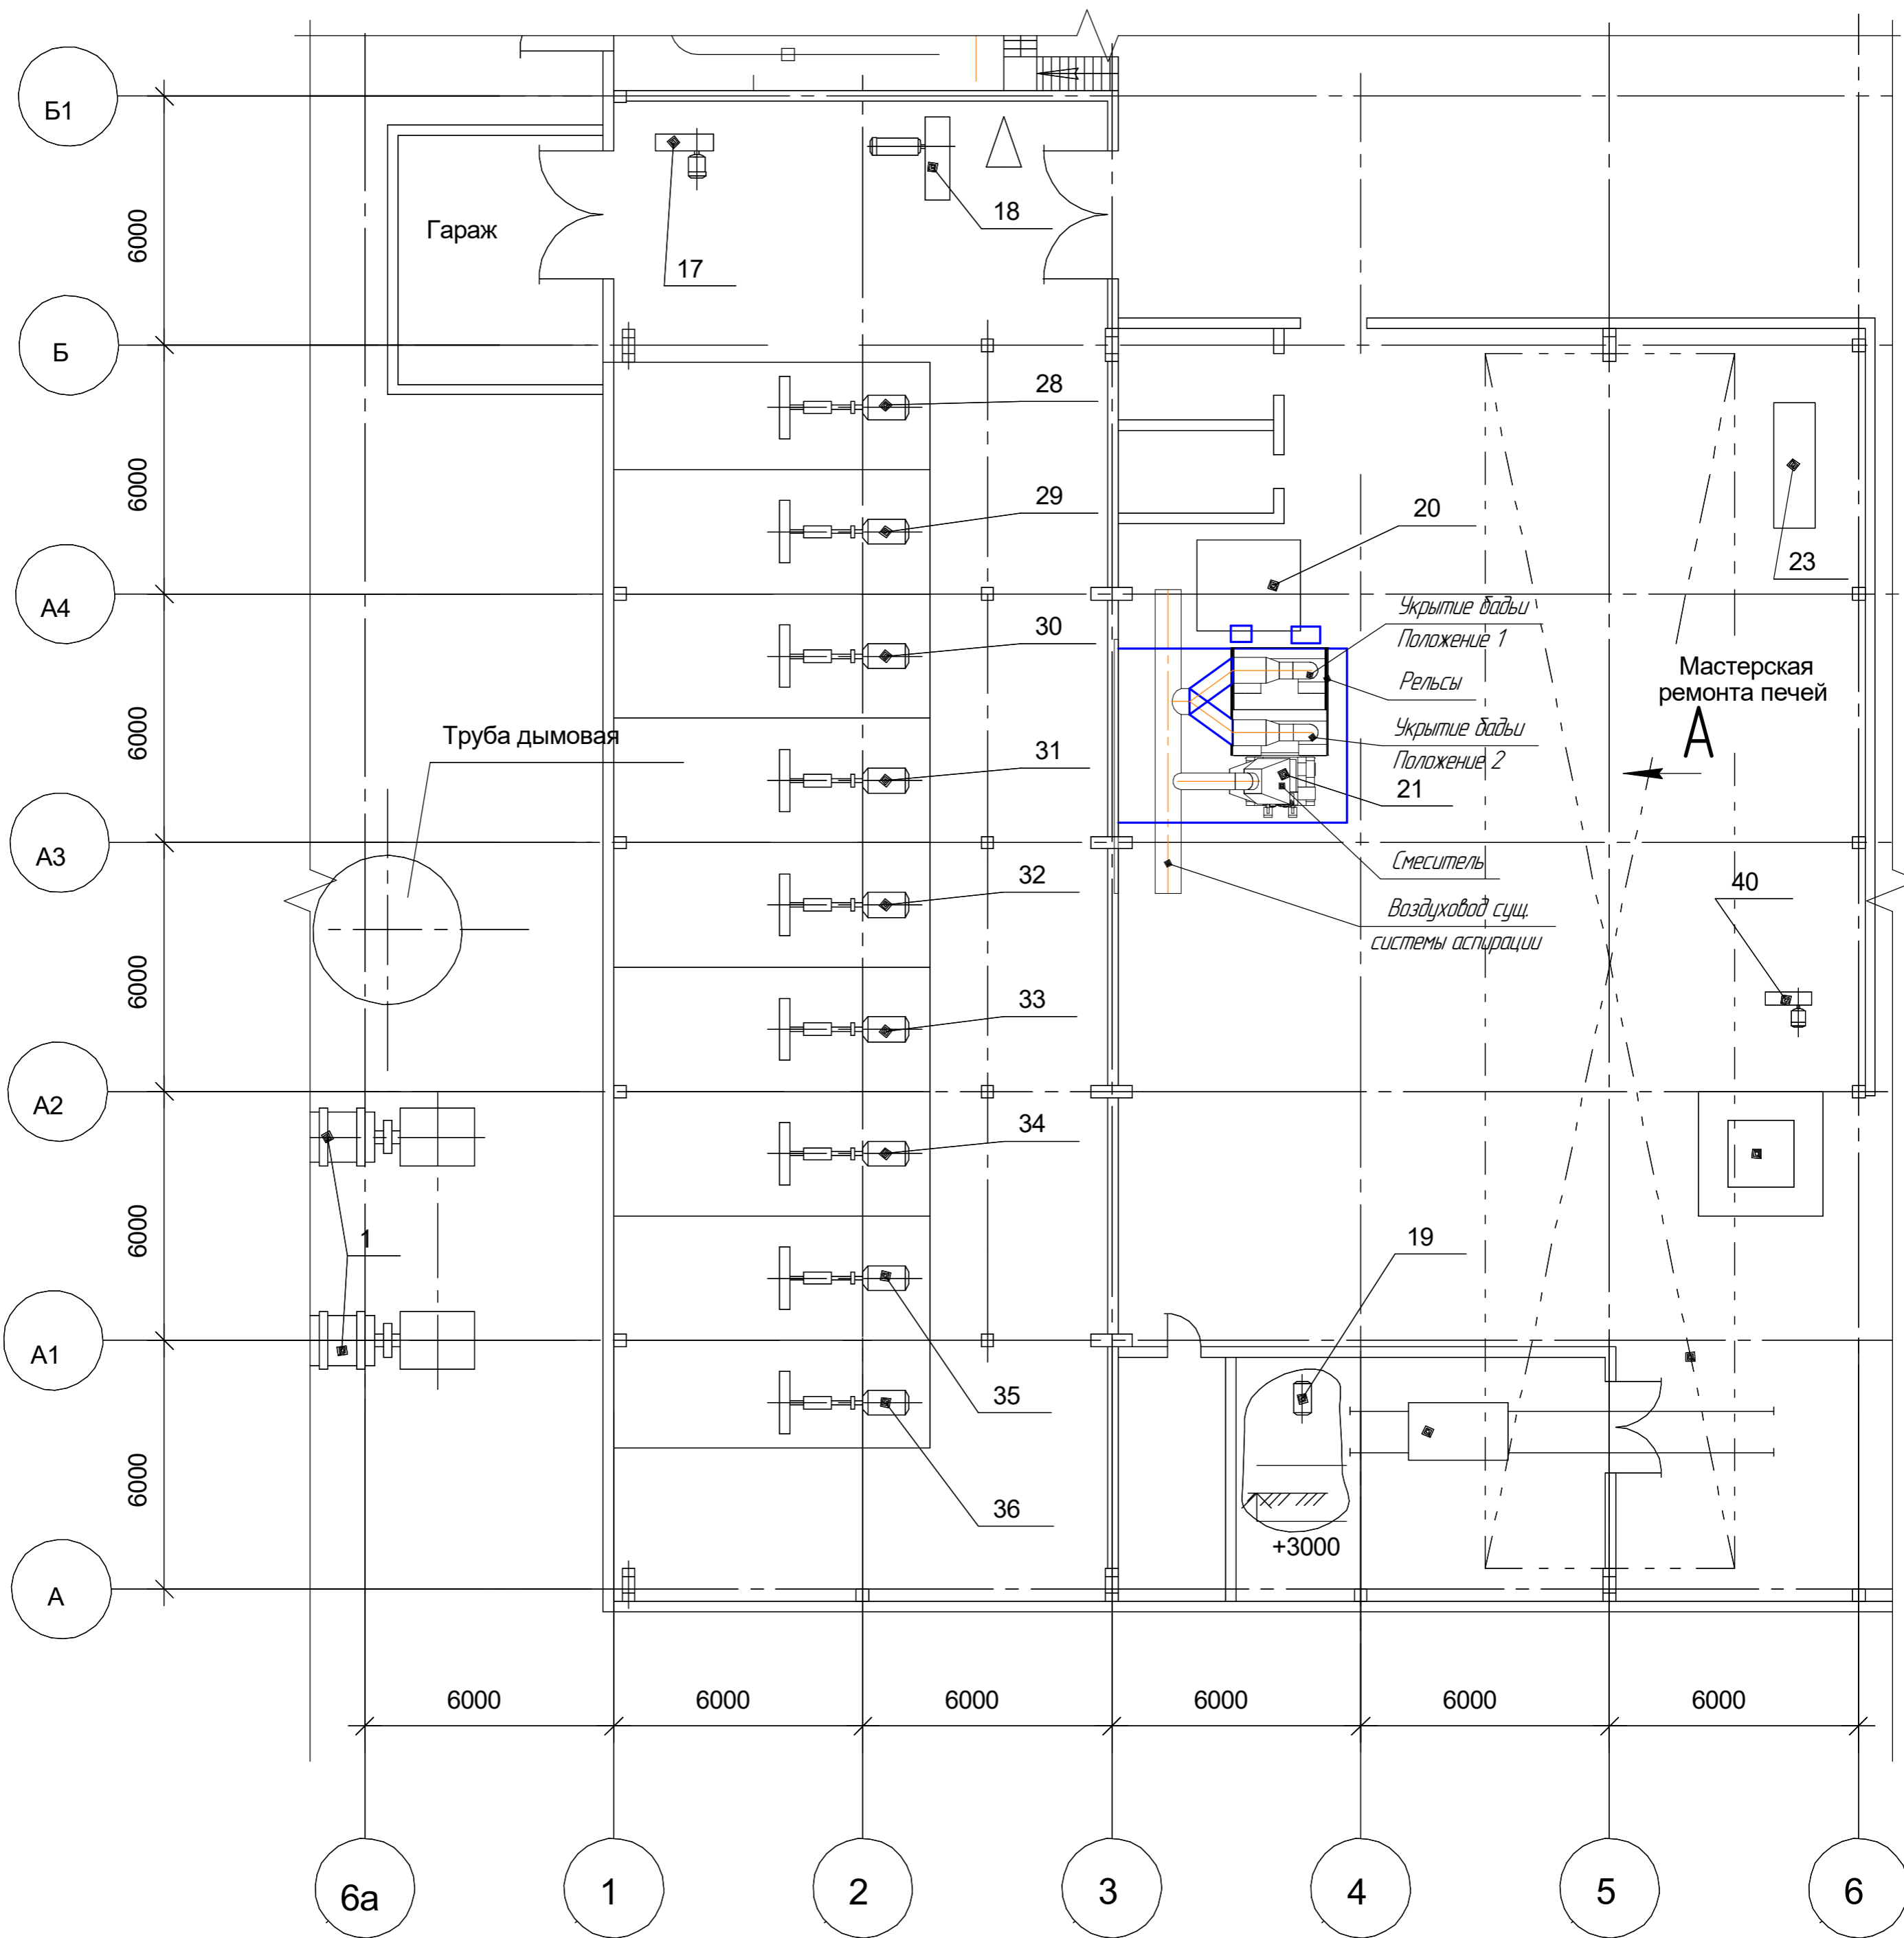 Б1
6000
Гараж
17
18
Б
28
6000
29
20
23
А4
30
Укрытие бадьи
Положение 1
Мастерская
ремонта печей
Рельсы
6000
Труба дымовая
31
Укрытие бадьи
Положение 2
А
21
А3
32
Смеситель
40
Воздуховод сущ.
системы аспирации
6000
33
А2
34
6000
1
19
А1
35
6000
36
+3000
А
6000
6000
6000
6000
6000
6000
6а
1
2
3
4
5
6